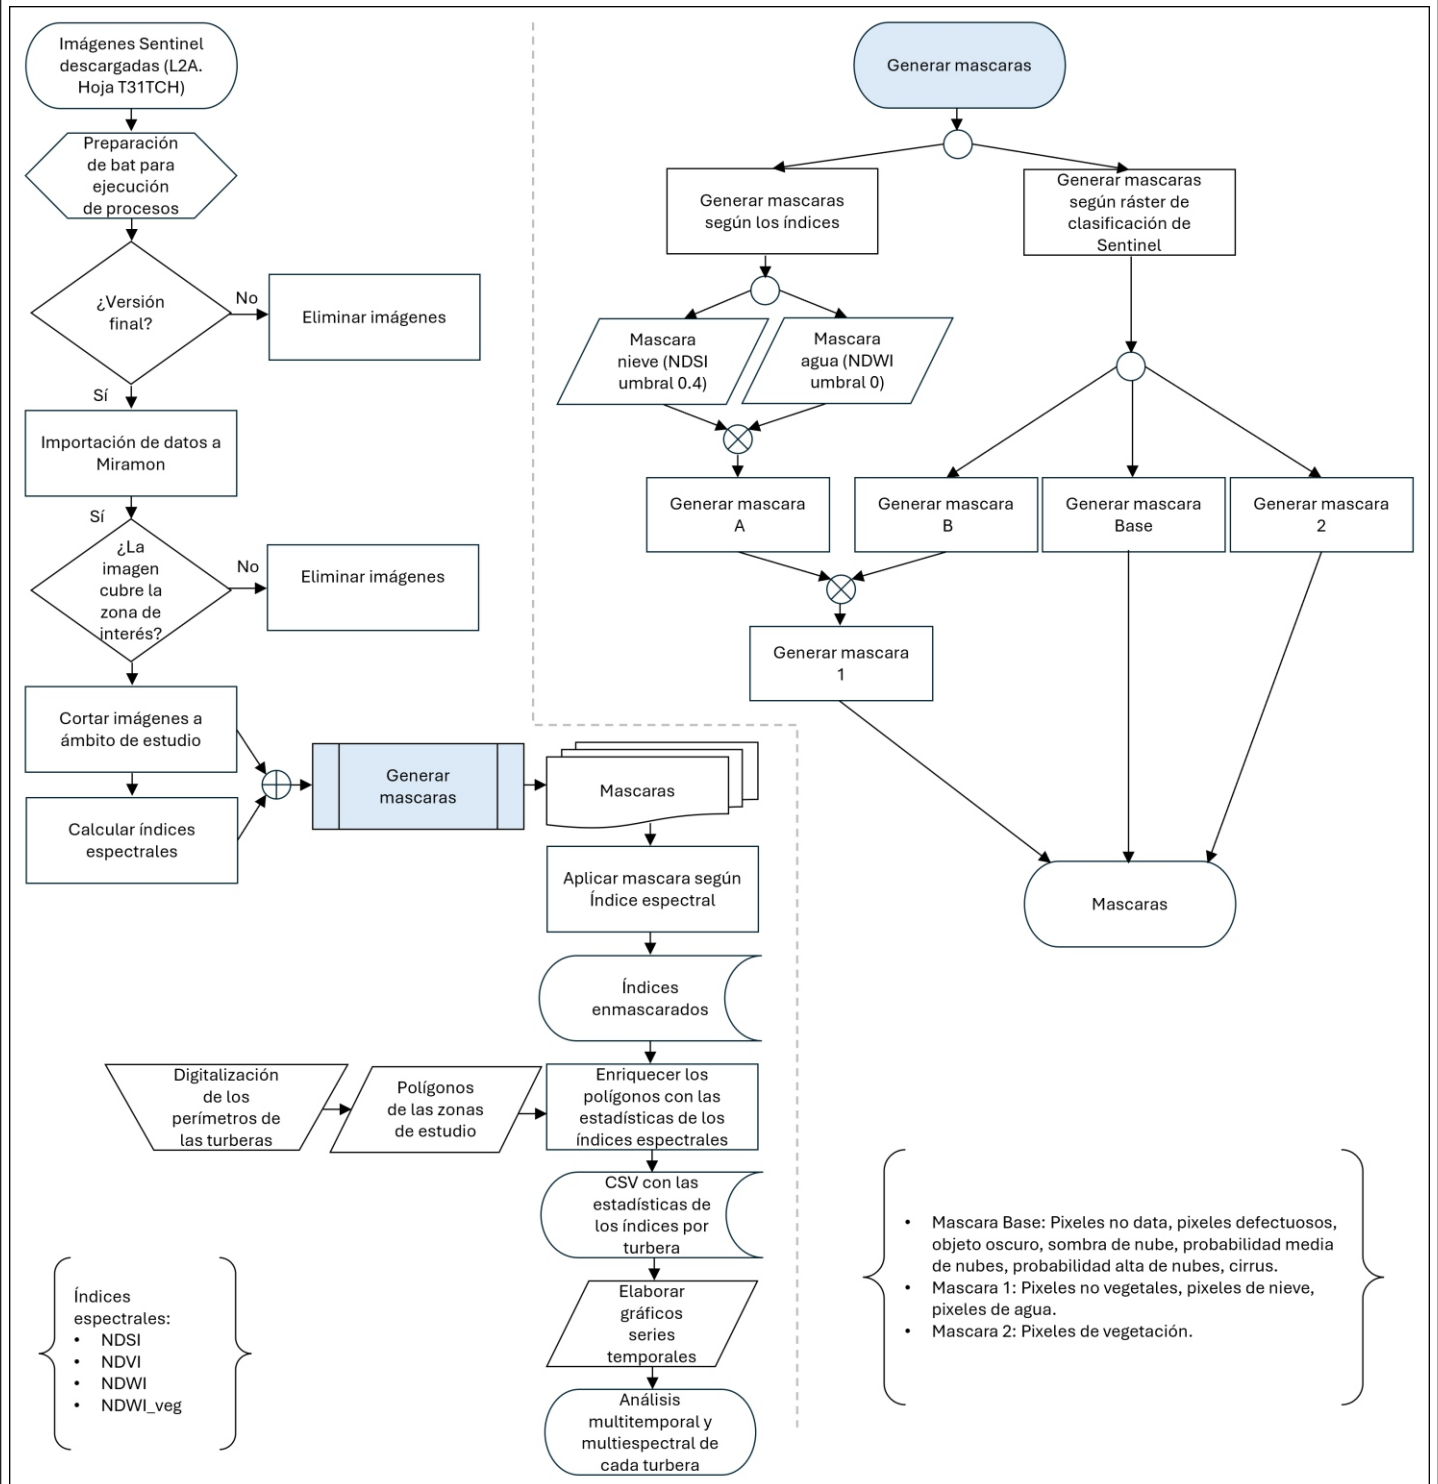 Imágenes Sentinel
descargadas (L2A.
Hoja T31TCH)
Preparación
de bat para
ejecución
de procesos
¿Versión
final?
No
Eliminar imágenes
Sí
Importación de datos a
Miramon
Sí
¿La
imagen
cubre la
zona de
interés?
No
Eliminar imágenes
Cortar imágenes a
ámbito de estudio
Calcular índices
espectrales
Generar
mascaras
Mascaras
Aplicar mascara según
Índice espectral
Índices
enmascarados
Digitalización
de los
perímetros de
las turberas
Polígonos
de las zonas
de estudio
Enriquecer los
polígonos con las
estadísticas de los
índices espectrales
CSV con las
estadísticas de
los índices por
turbera
Elaborar
gráficos
series
temporales
Análisis
multitemporal y
multiespectral de
cada turbera
Índices
espectrales:
• NDSI
• NDVI
• NDWI
• NDWI_veg
Generar mascaras
Generar mascaras
según los índices
Generar mascaras
según ráster de
clasificación de
Sentinel
Mascara
nieve (NDSI
umbral 0.4)
Mascara
agua (NDWI
umbral 0)
Generar mascara
A
Generar mascara
B
Generar mascara
Base
Generar mascara
2
Generar mascara
1
Mascaras
• Mascara Base: Pixeles no data, pixeles defectuosos,
objeto oscuro, sombra de nube, probabilidad media
de nubes, probabilidad alta de nubes, cirrus.
• Mascara 1: Pixeles no vegetales, pixeles de nieve,
pixeles de agua.
• Mascara 2: Pixeles de vegetación.